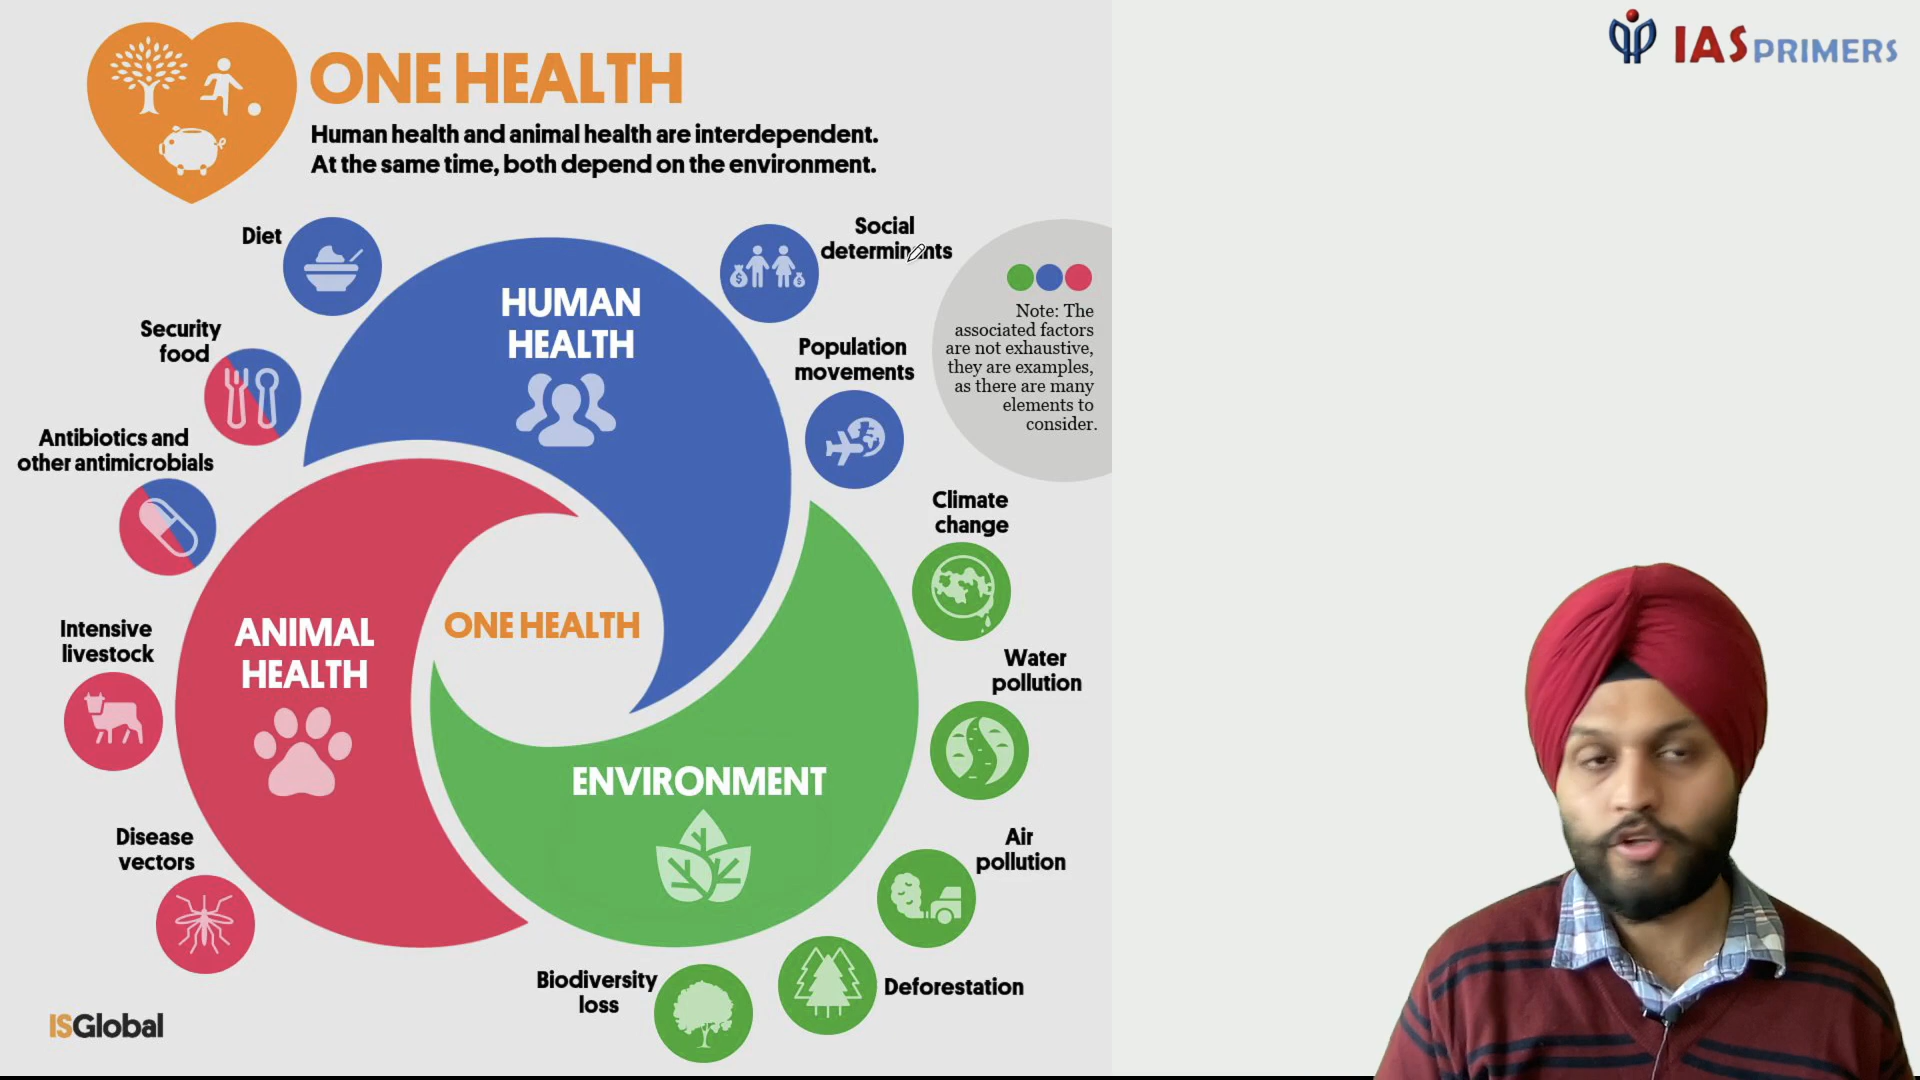 IAS PRIMERS
ONE HEALTH
Human health and animal health are interdependent.
At the same time, both depend on the environment.
Diet
Social
determinants
Security
food
HUMAN
HEALTH
Population
movements
Note: The
associated factors
are not exhaustive,
they are examples,
as there are many
elements to
consider.
Antibiotics and
other antimicrobials
Climate
change
Intensive
livestock
ANIMAL
HEALTH
ONE HEALTH
Water
pollution
ENVIRONMENT
Disease
vectors
Air
pollution
Biodiversity
loss
Deforestation
ISGlobal